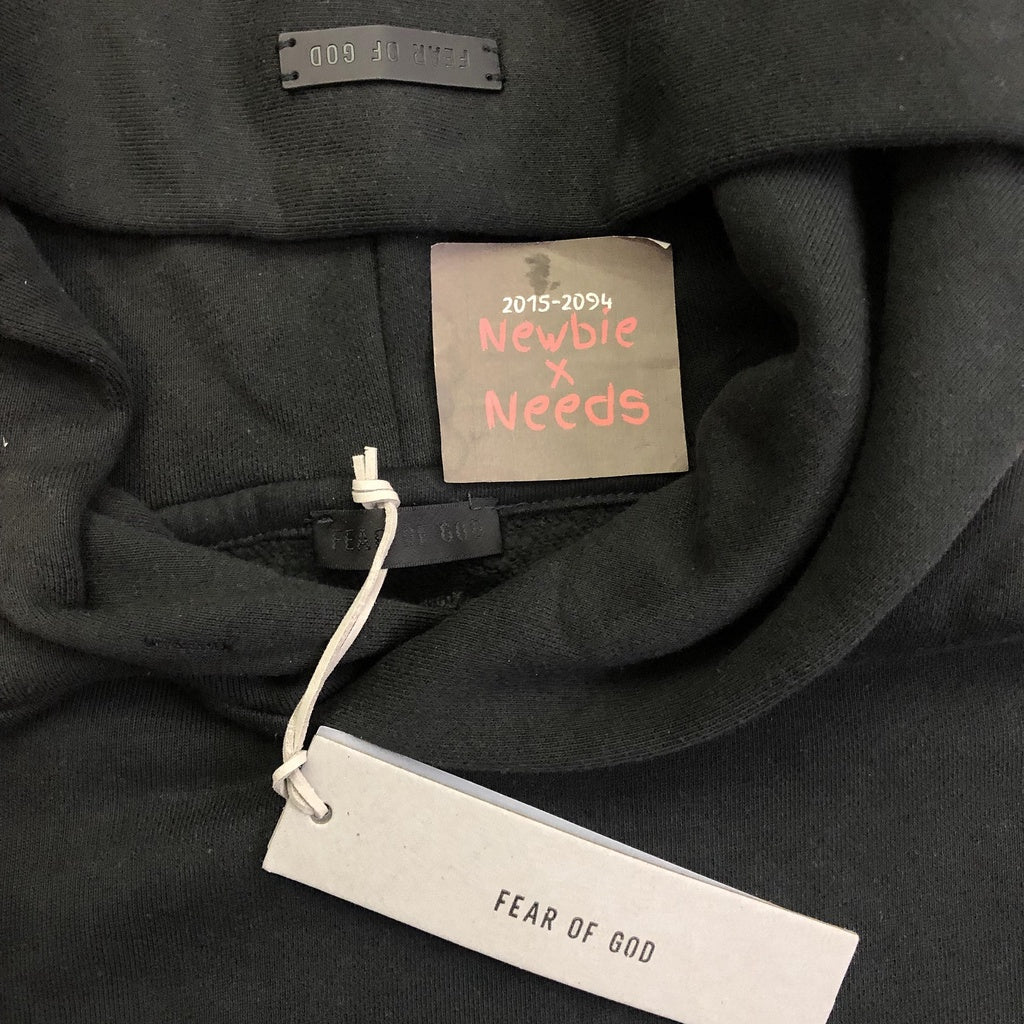 FEAR OF GOD
2015-2094
Newbie
x
Needs
FEAR OF GOD
FEAR OF GOD